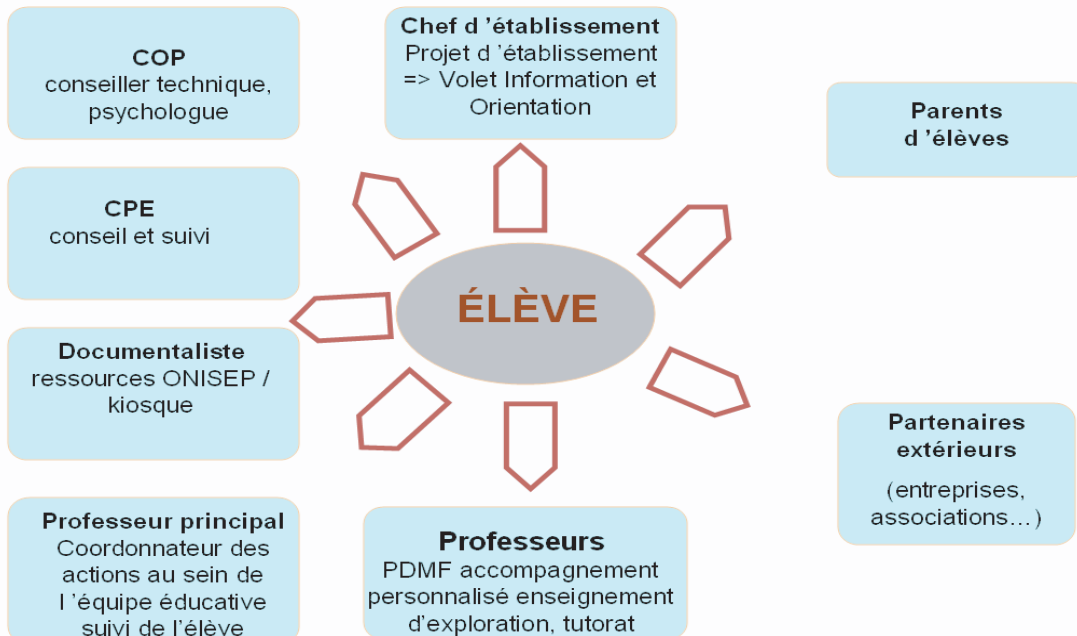 COP
conseiller technique,
psychologue
Chef d ’établissement
Projet d ’établissement
=> Volet Information et
Orientation
Parents
d ’élèves
CPE
conseil et suivi
ÉLÈVE
Documentaliste
ressources ONISEP /
kiosque
Partenaires
extérieurs
(entreprises,
associations…)
Professeur principal
Coordonnateur des
actions au sein de
l ’équipe éducative
suivi de l’élève
Professeurs
PDMF accompagnement
personnalisé enseignement
d'exploration, tutorat